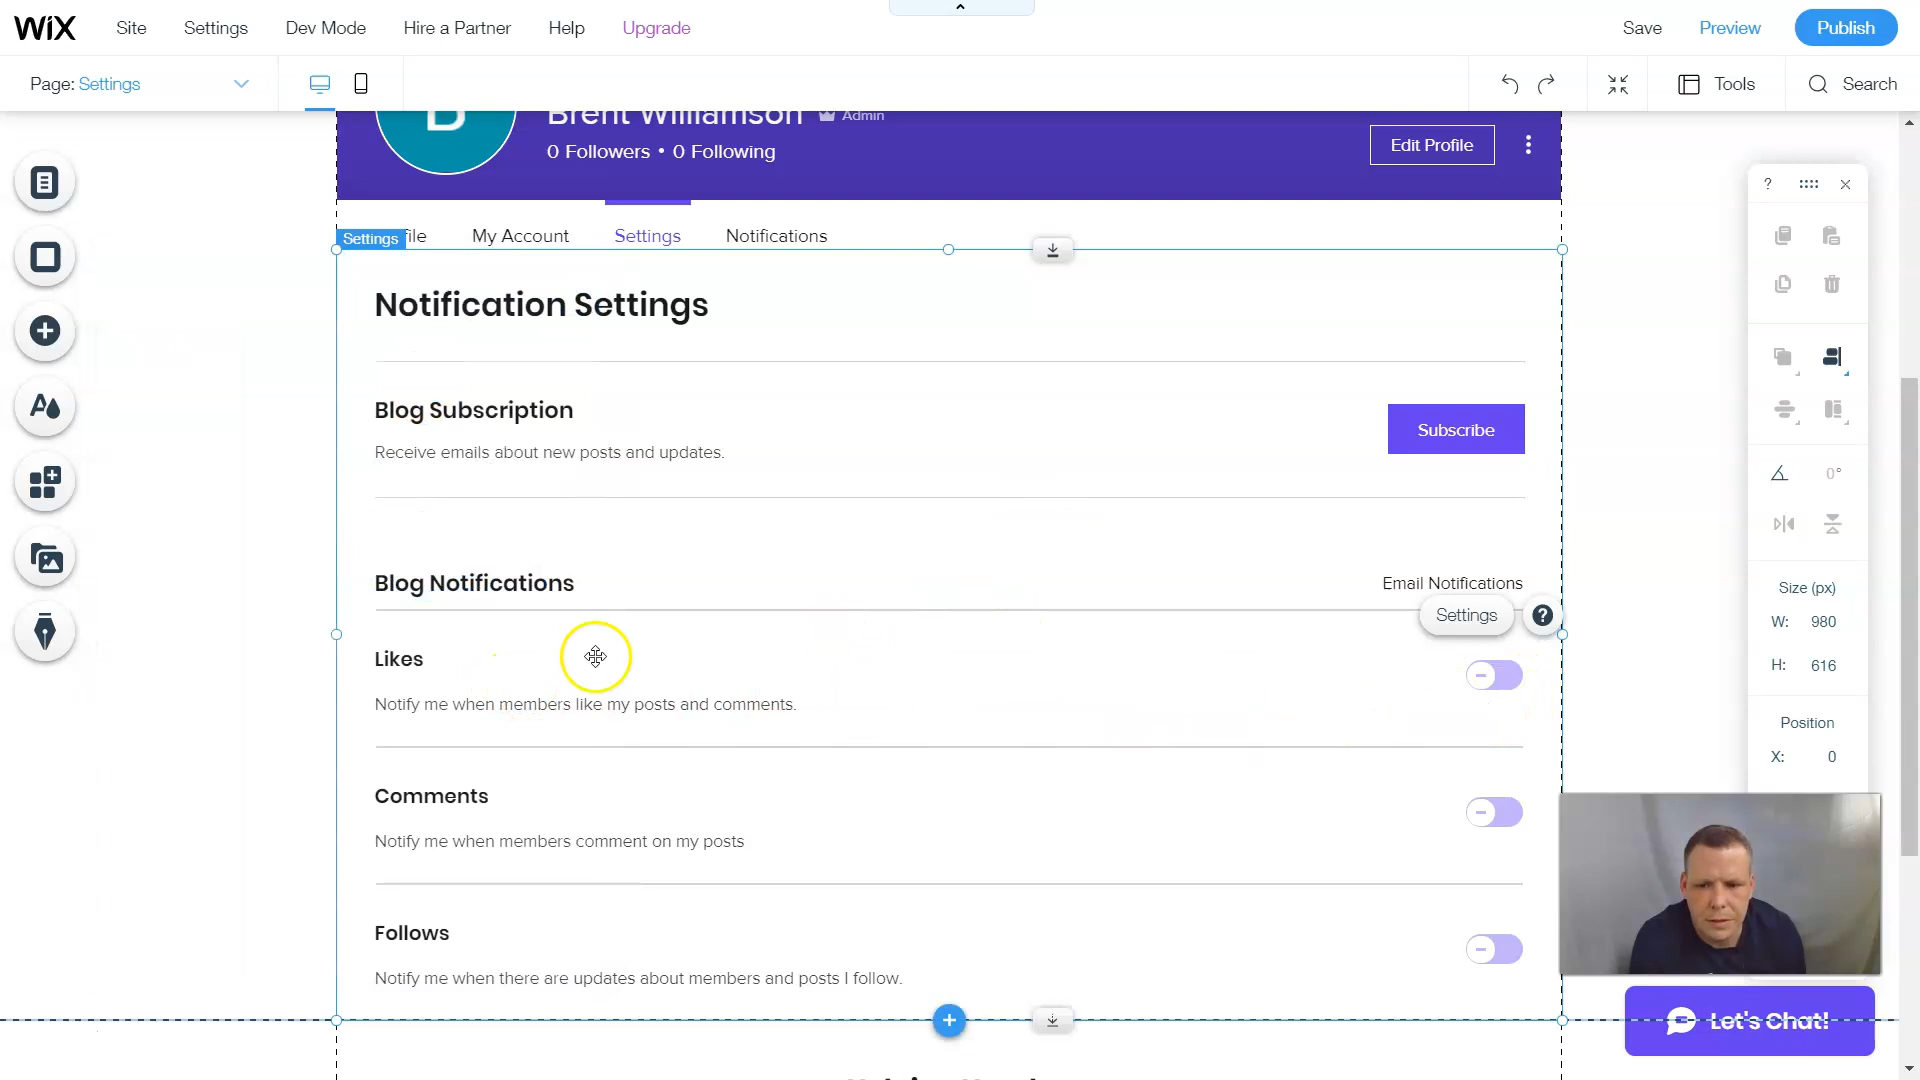 WiX Site Settings Dev Mode Hire a Partner Help Upgrade Save Preview Publish
Page: Settings Tools Search
Brent Williamson Admin
0 Followers • 0 Following
Edit Profile
Settings file My Account Settings Notifications
Notification Settings
Blog Subscription
Receive emails about new posts and updates.
Subscribe
Blog Notifications
Email Notifications
Settings ?
Likes
Notify me when members like my posts and comments.
Comments
Notify me when members comment on my posts
Follows
Notify me when there are updates about members and posts I follow.
?
0°
Size (px)
W: 980
H: 616
Position
X: 0
Let's Chat!